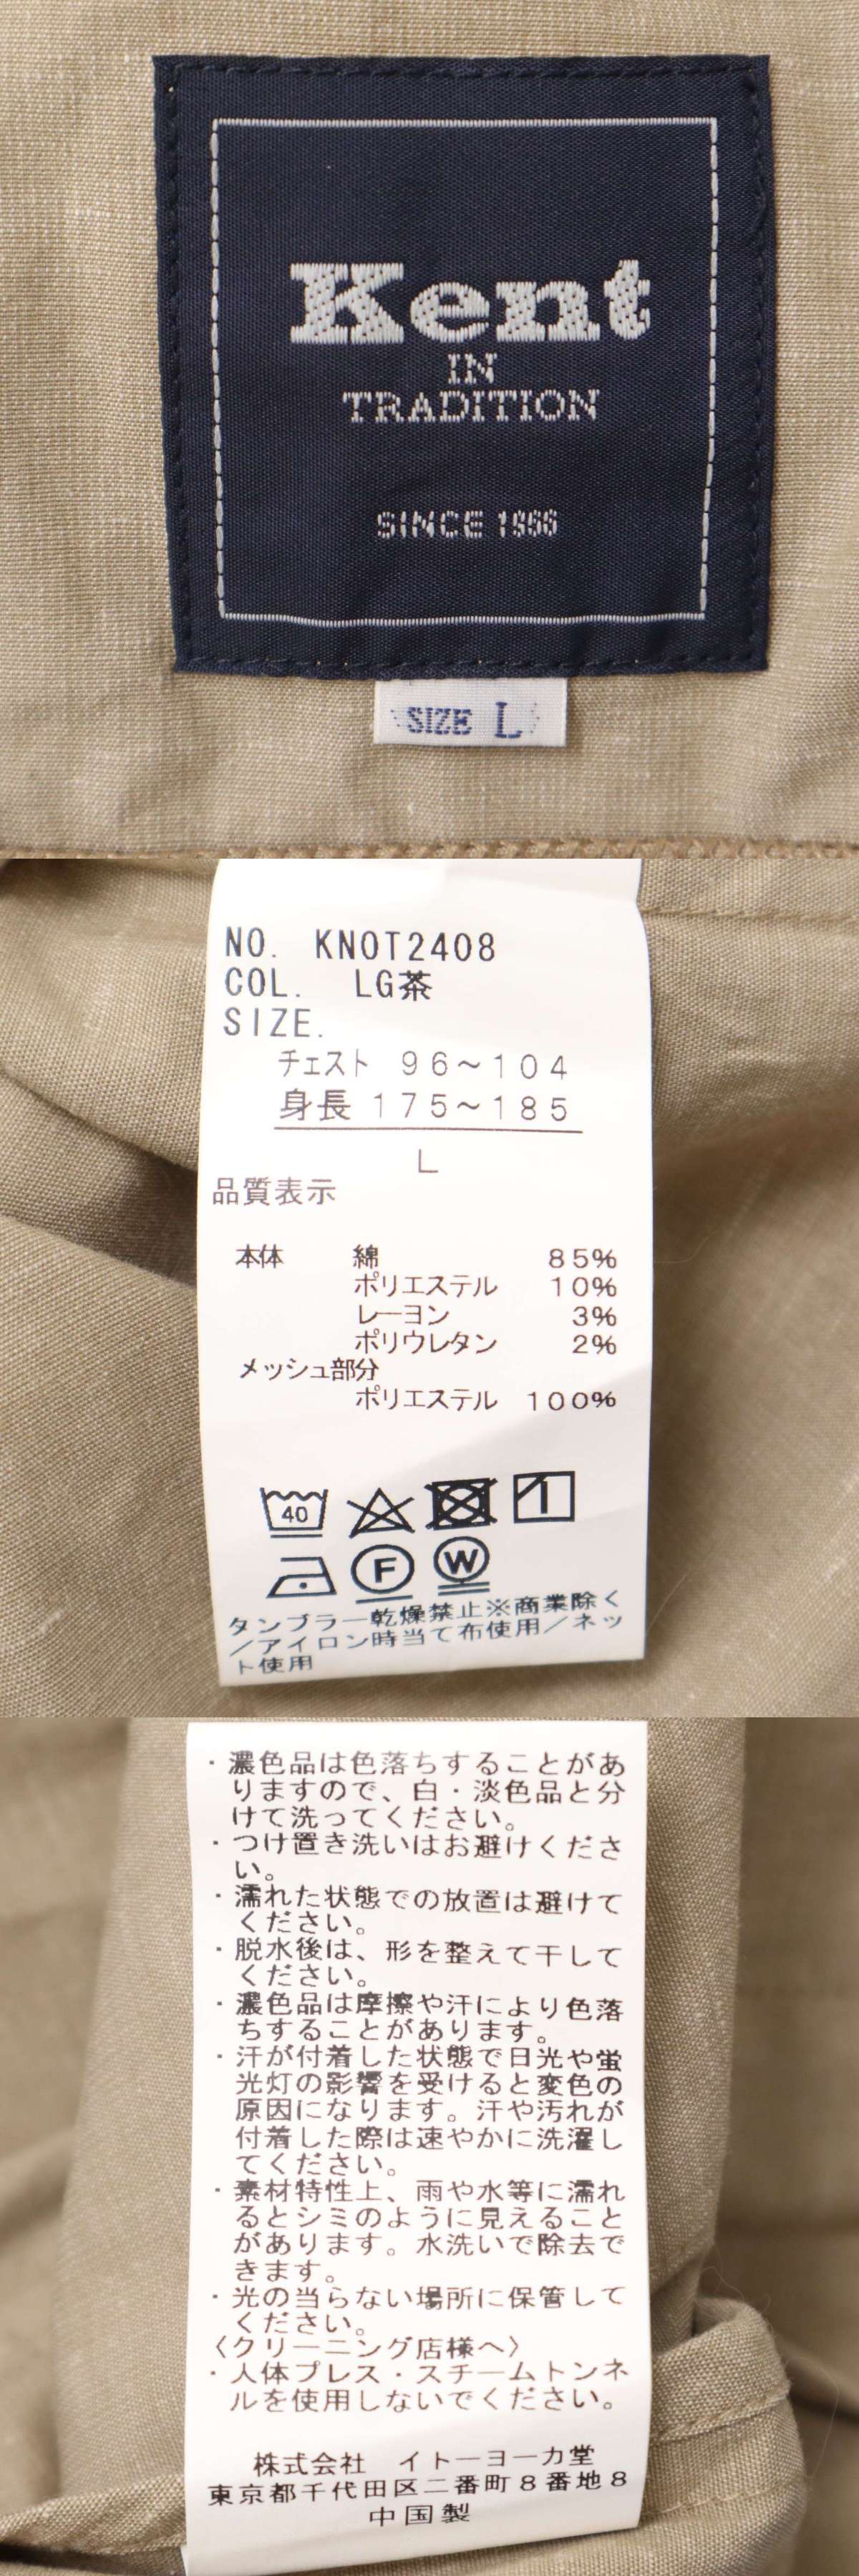 Kent
IN
TRADITION
SINCE 1966
SIZE L
NO. KNOT2408
COL. LG茶
SIZE.
チェスト 96~104
身長 175~185
L
品質表示
本体 綿 85%
ポリエステル 10%
レーヨン 3%
ポリウレタン 2%
メッシュ部分
ポリエステル 100%
40
F W
タンブラー乾燥禁止※商業除く
/アイロン時当て布使用/ネッ
ト使用
・濃色品は色落ちすることがあ
りますので、白・淡色品と分
けて洗ってください。
・つけ置き洗いはお避けくださ
い。
・濡れた状態での放置は避けて
ください。
・脱水後は、形を整えて干して
ください。
・濃色品は摩擦や汗により色落
ちすることがあります。
・汗が付着した状態で日光や蛍
光灯の影響を受けると変色の
原因になります。汗や汚れが
付着した際は速やかに洗濯し
てください。
・素材特性上、雨や水等に濡れ
るとシミのように見えること
があります。水洗いで除去で
きます。
・光の当らない場所に保管して
ください。
〈クリーニング店様へ〉
・人体プレス・スチームトンネ
ルを使用しないでください。
株式会社 イトーヨーカ堂
東京都千代田区二番町8番地8
中国製